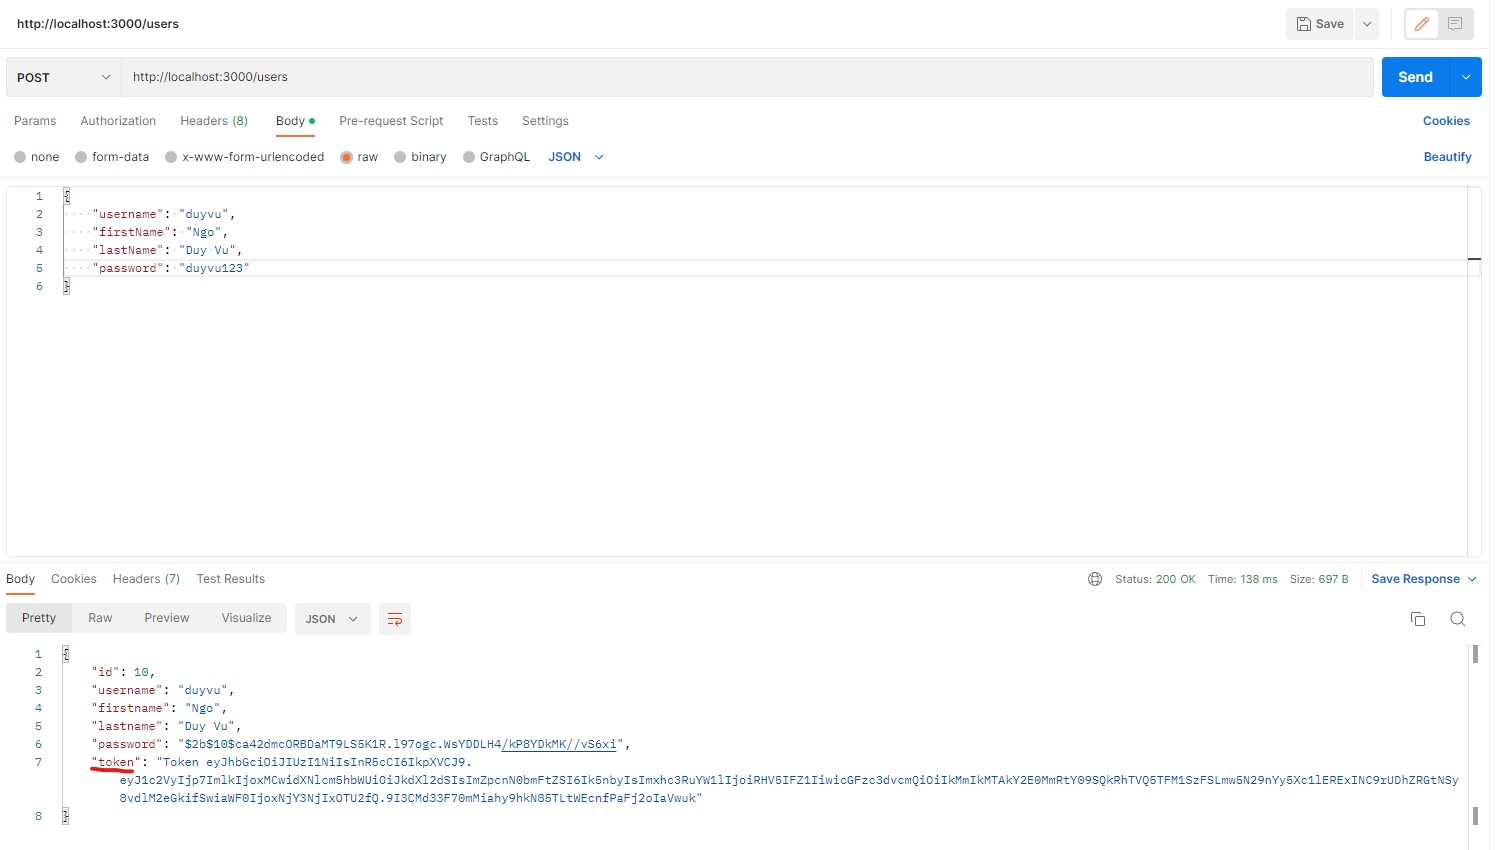 http://localhost:3000/users
Save
POST
http://localhost:3000/users
Send
Params Authorization Headers (8) Body Pre-request Script Tests Settings Cookies
none form-data x-www-form-urlencoded raw binary GraphQL JSON Beautify
1 {
2 "username": "duyvu",
3 "firstName": "Ngo",
4 "lastName": "Duy Vu",
5 "password": "duyvu123"
6 }
Body Cookies Headers (7) Test Results Status: 200 OK Time: 138 ms Size: 697 B Save Response
Pretty Raw Preview Visualize JSON
1 {
2 "id": 10,
3 "username": "duyvu",
4 "firstname": "Ngo",
5 "lastname": "Duy Vu",
6 "password": "$2b$10$ca42dmcORBDaMT9LS5K1R.l97ogc.WsYDDLH4/kP8YDkMK//vS6xi",
7 "token": "Token eyJhbGciOiJIUzI1NiIsInR5cCI6IkpXVCJ9.
eyJ1c2VyIjp7ImlkIjoxMCwidXNlcm5hbWUiOiJkdXl2dSIsImZpcnN0bmFtZSI6Ik5nbyIsImxhc3RuYW1lIjoiRHV5IFZ1IiwicGFzc3dvcmQiOiIkMmIkMTAkY2E0MmRtY09SQkRhTVQ5TFM1SzFSLmw5N29nYy5Xc1lERExINC9rUDhZRGtNSy
8vdlM2eGkifSwiaWF0IjoxNjY3NjIxOTU2fQ.9I3CMd33F70mMiahy9hkN85TLtWEcnfPaFj2oIaVwuk"
8 }